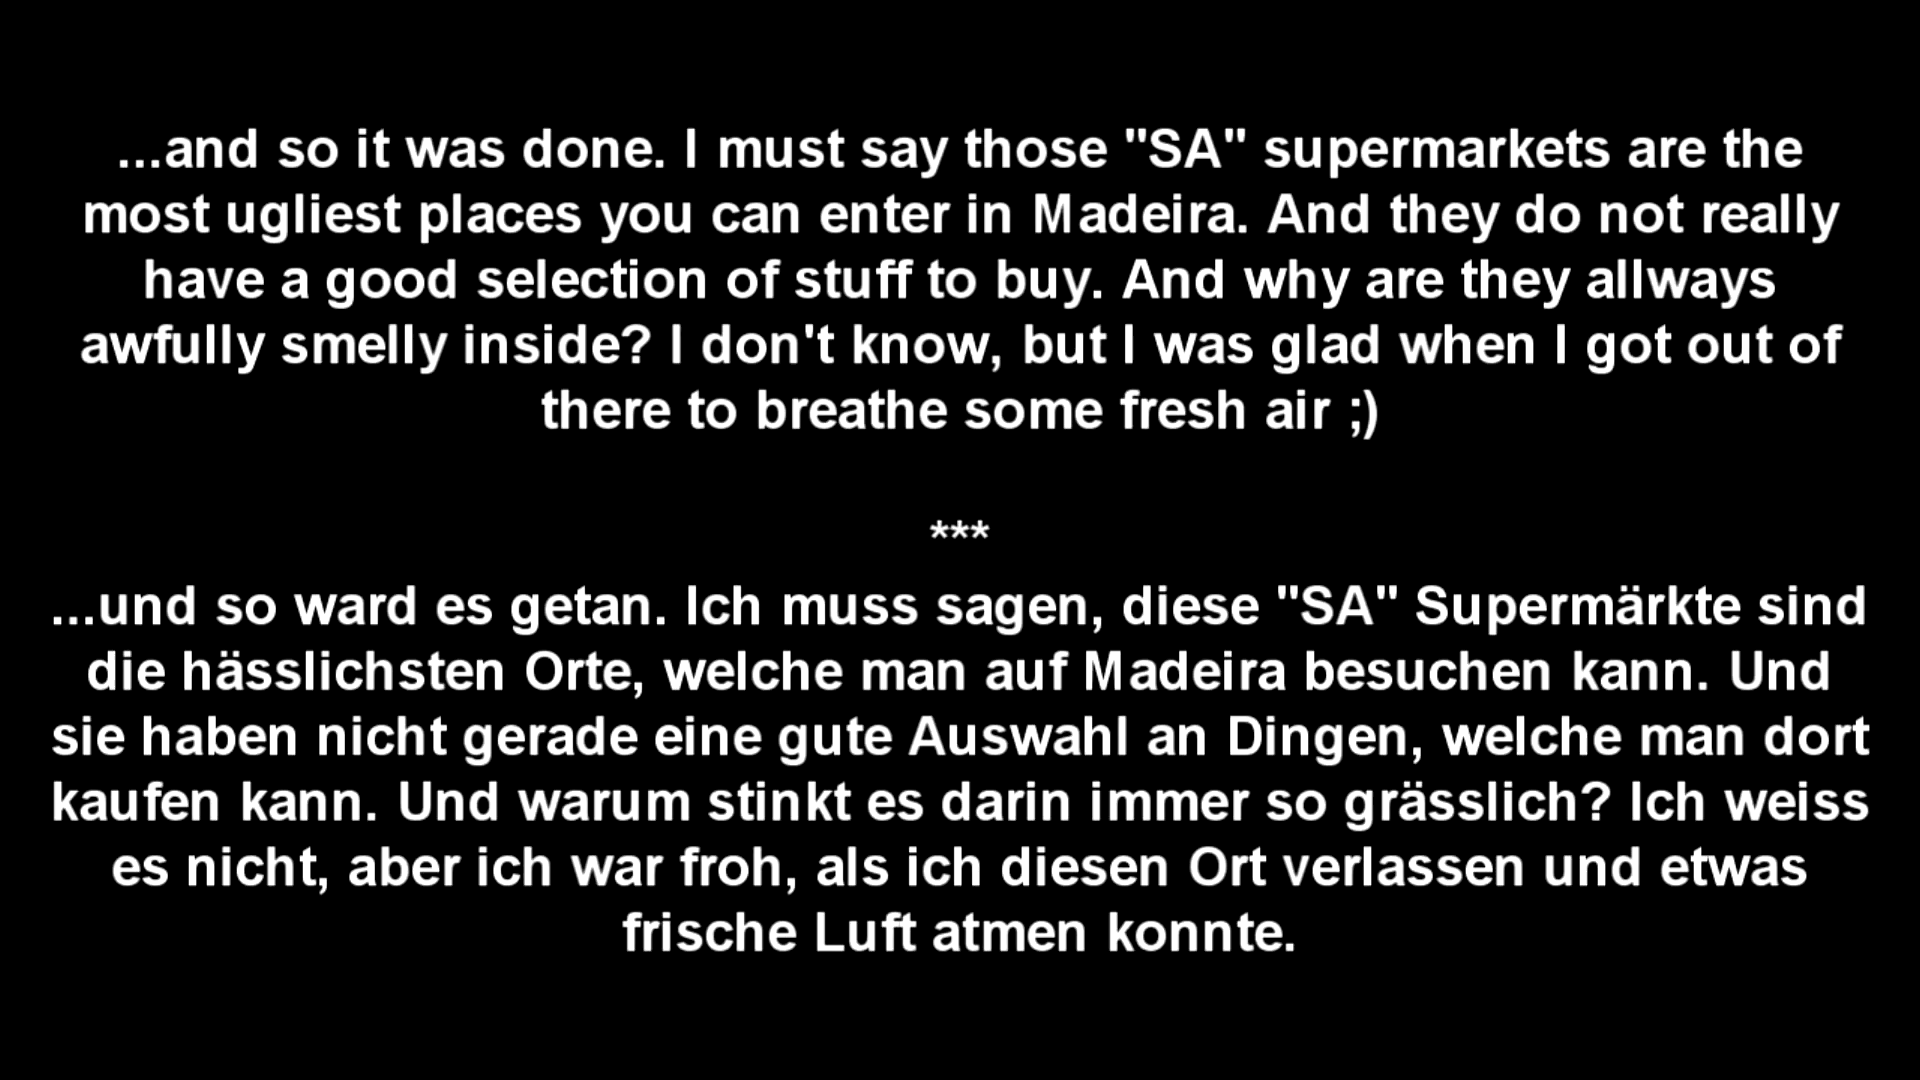 ...and so it was done. I must say those "SA" supermarkets are the
most ugliest places you can enter in Madeira. And they do not really
have a good selection of stuff to buy. And why are they allways
awfully smelly inside? I don't know, but I was glad when I got out of
there to breathe some fresh air ;)
***
...und so ward es getan. Ich muss sagen, diese "SA" Supermärkte sind
die hässlichsten Orte, welche man auf Madeira besuchen kann. Und
sie haben nicht gerade eine gute Auswahl an Dingen, welche man dort
kaufen kann. Und warum stinkt es darin immer so grässlich? Ich weiss
es nicht, aber ich war froh, als ich diesen Ort verlassen und etwas
frische Luft atmen konnte.